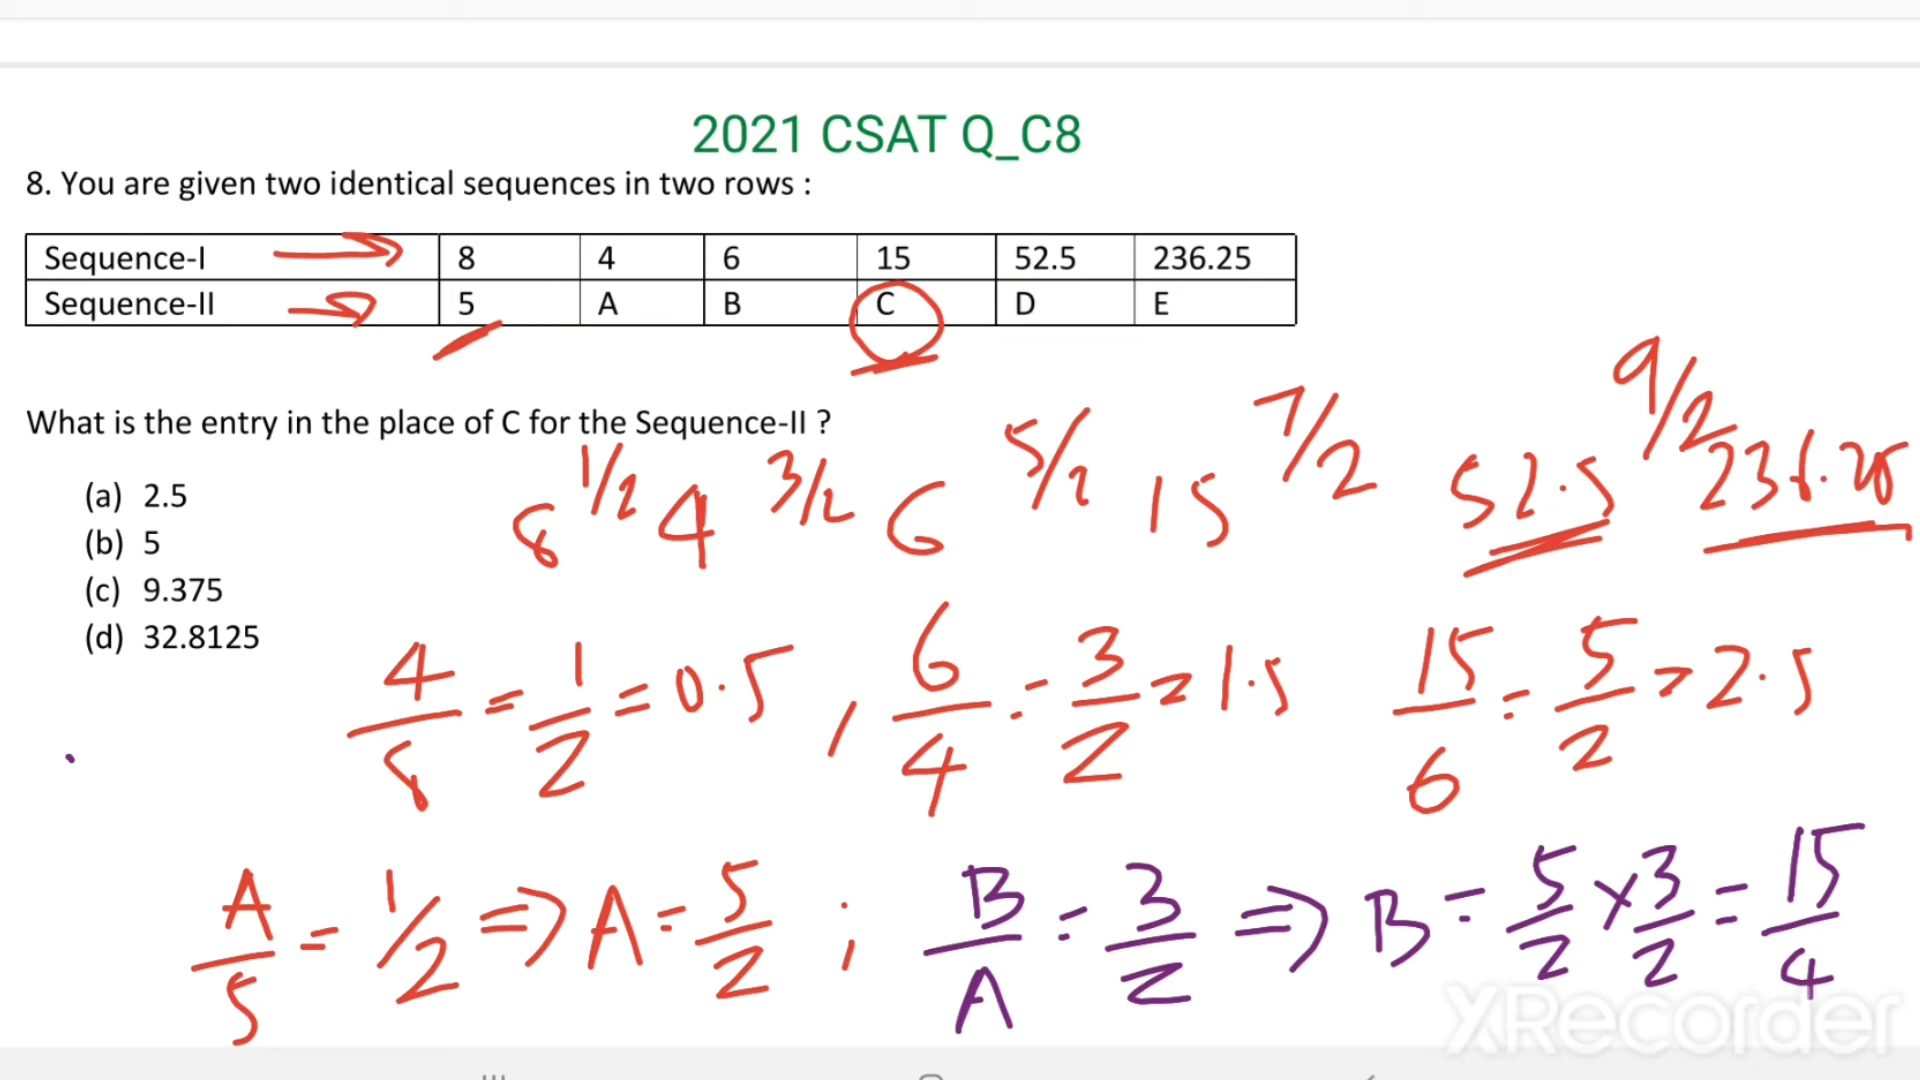 2021 CSAT Q_C8
8. You are given two identical sequences in two rows :
Sequence-I 8 4 6 15 52.5 236.25
Sequence-II 5 A B C D E
What is the entry in the place of C for the Sequence-II ?
(a) 2.5
(b) 5
(c) 9.375
(d) 32.8125
8 1/2 4 3/2 6 5/2 15 7/2 52.5 9/2 236.25
4/8 = 1/2 = 0.5 , 6/4 = 3/2 = 1.5 15/6 = 5/2 = 2.5
A/5 = 1/2 ⇒ A = 5/2 ; B/A = 3/2 ⇒ B = 5/2 × 3/2 = 15/4
XRecorder